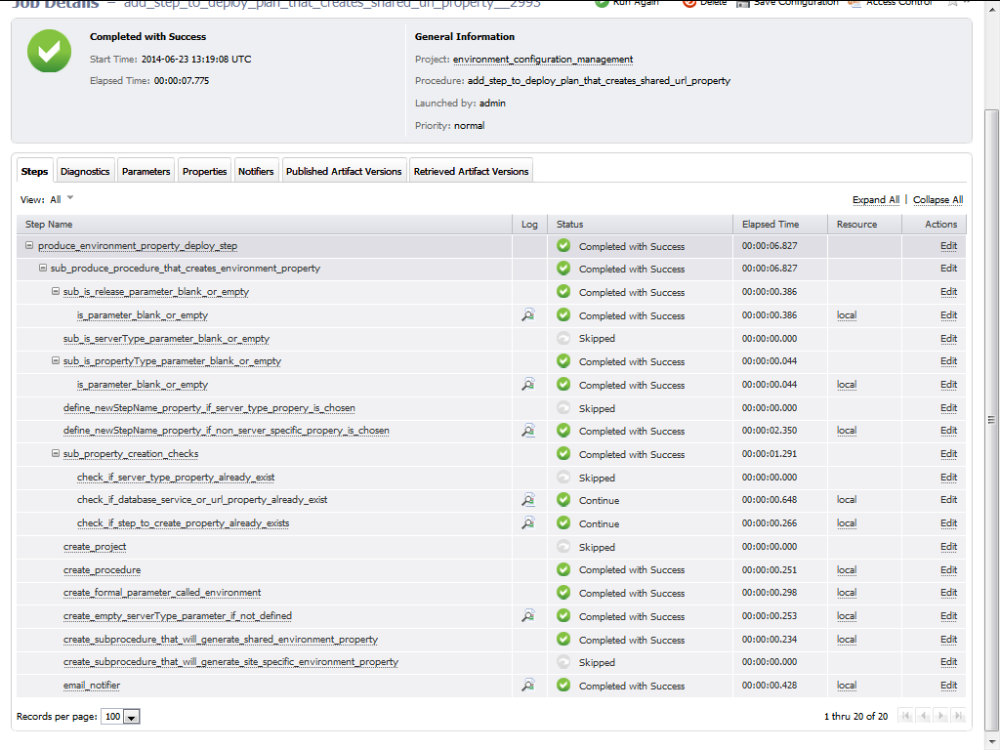 Job Details – add_step_to_deploy_plan_that_creates_shared_url_property__2993 Run Again Delete Save Configuration Access Control
Completed with Success General Information
Start Time: 2014-06-23 13:19:08 UTC Project: environment_configuration_management
Elapsed Time: 00:00:07.775 Procedure: add_step_to_deploy_plan_that_creates_shared_url_property
Launched by: admin
Priority: normal
Steps Diagnostics Parameters Properties Notifiers Published Artifact Versions Retrieved Artifact Versions
View: All Expand All | Collapse All
Step Name Log Status Elapsed Time Resource Actions
produce_environment_property_deploy_step Completed with Success 00:00:06.827 Edit
sub_produce_procedure_that_creates_environment_property Completed with Success 00:00:06.827 Edit
sub_is_release_parameter_blank_or_empty Completed with Success 00:00:00.386 Edit
is_parameter_blank_or_empty Completed with Success 00:00:00.386 local Edit
sub_is_serverType_parameter_blank_or_empty Skipped 00:00:00.000 Edit
sub_is_propertyType_parameter_blank_or_empty Completed with Success 00:00:00.044 Edit
is_parameter_blank_or_empty Completed with Success 00:00:00.044 local Edit
define_newStepName_property_if_server_type_propery_is_chosen Skipped 00:00:00.000 Edit
define_newStepName_property_if_non_server_specific_propery_is_chosen Completed with Success 00:00:02.350 local Edit
sub_property_creation_checks Completed with Success 00:00:01.291 Edit
check_if_server_type_property_already_exist Skipped 00:00:00.000 Edit
check_if_database_service_or_url_property_already_exist Continue 00:00:00.648 local Edit
check_if_step_to_create_property_already_exists Continue 00:00:00.266 local Edit
create_project Skipped 00:00:00.000 Edit
create_procedure Completed with Success 00:00:00.251 local Edit
create_formal_parameter_called_environment Completed with Success 00:00:00.298 local Edit
create_empty_serverType_parameter_if_not_defined Completed with Success 00:00:00.253 local Edit
create_subprocedure_that_will_generate_shared_environment_property Completed with Success 00:00:00.234 local Edit
create_subprocedure_that_will_generate_site_specific_environment_property Skipped 00:00:00.000 Edit
email_notifier Completed with Success 00:00:00.428 local Edit
Records per page: 100 1 thru 20 of 20